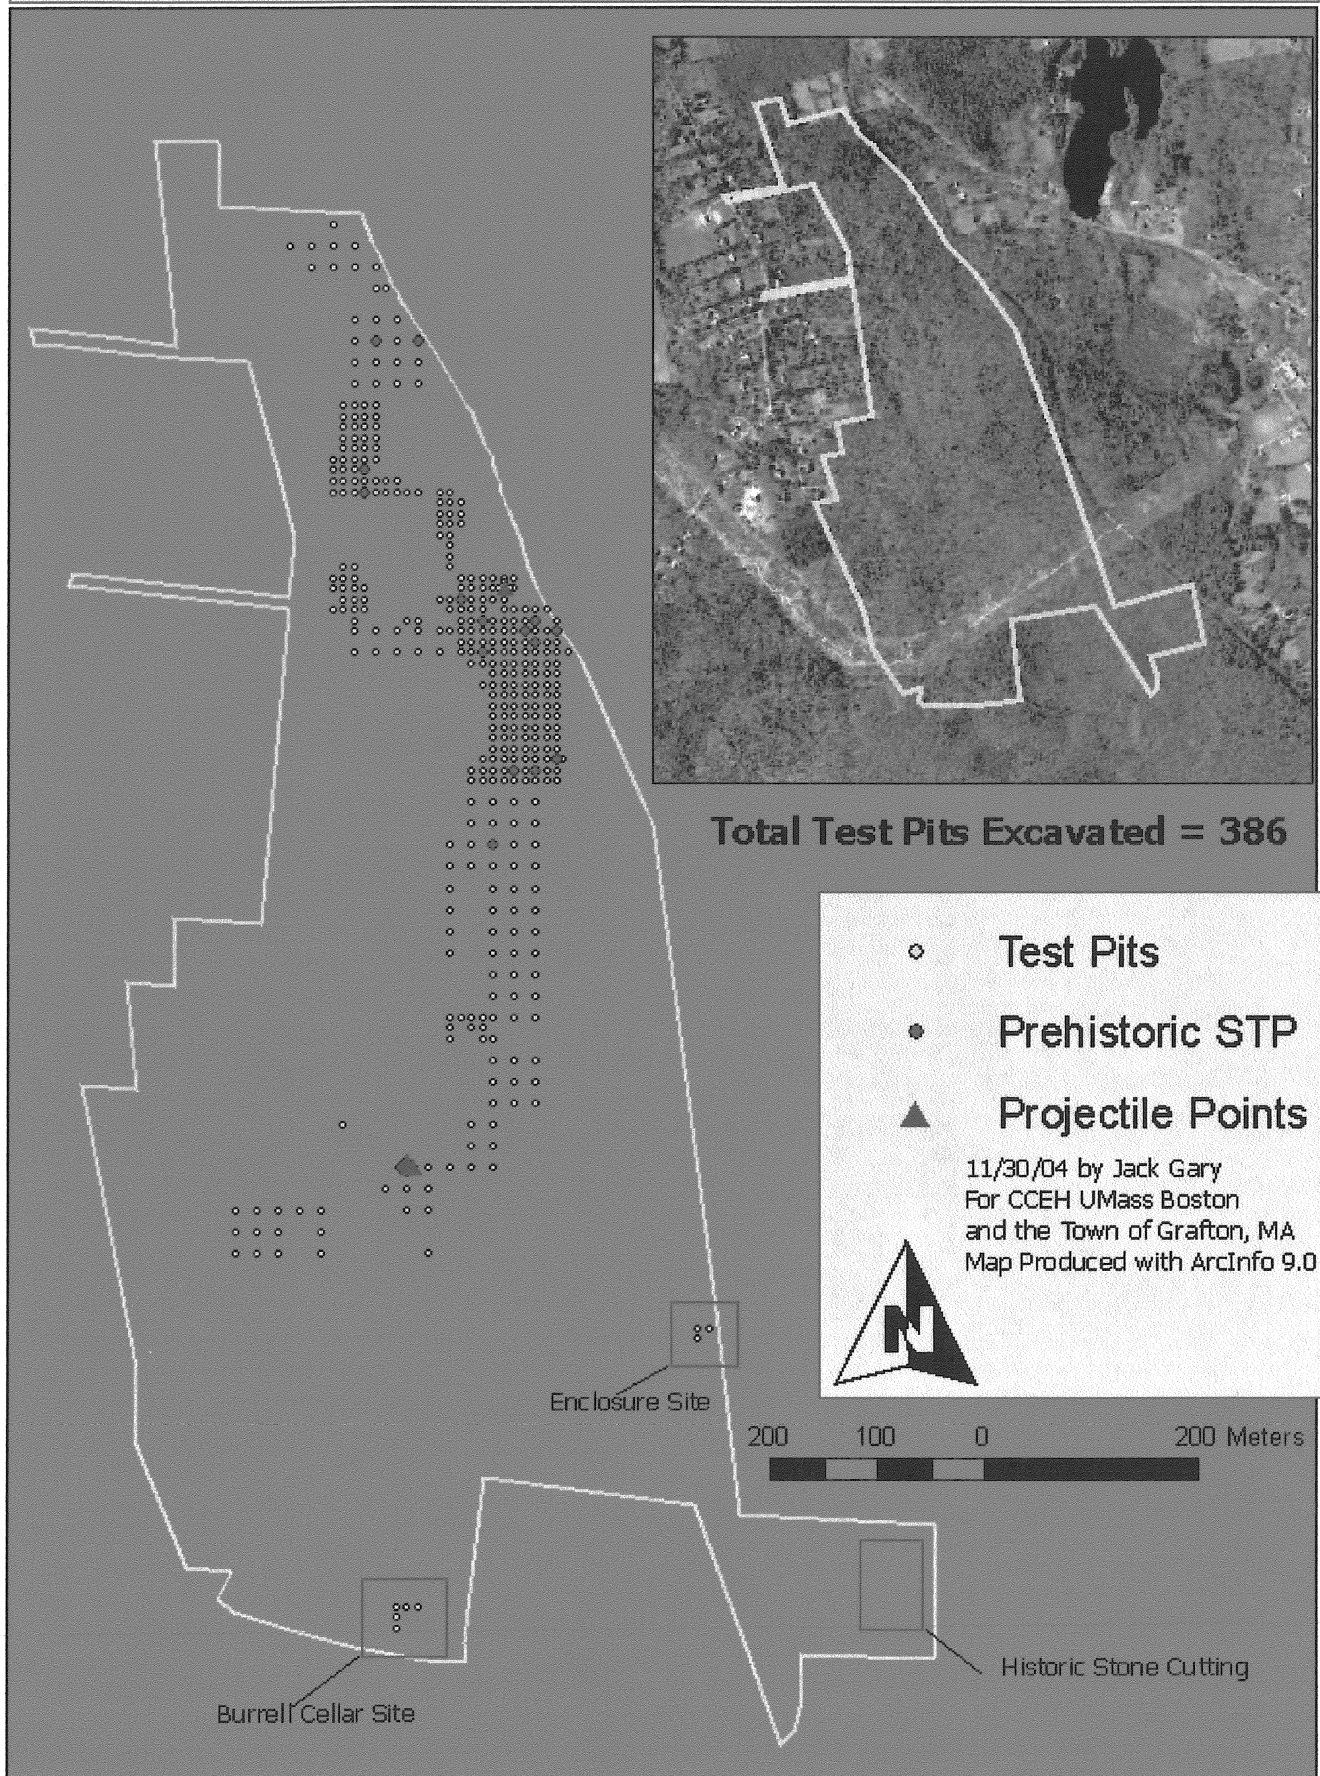 Total Test Pits Excavated = 386
Test Pits
Prehistoric STP
Projectile Points
11/30/04 by Jack Gary
For CCEH UMass Boston
and the Town of Grafton, MA
Map Produced with ArcInfo 9.0
N
Enclosure Site
200 100 0 200 Meters
Historic Stone Cutting
Burrell Cellar Site